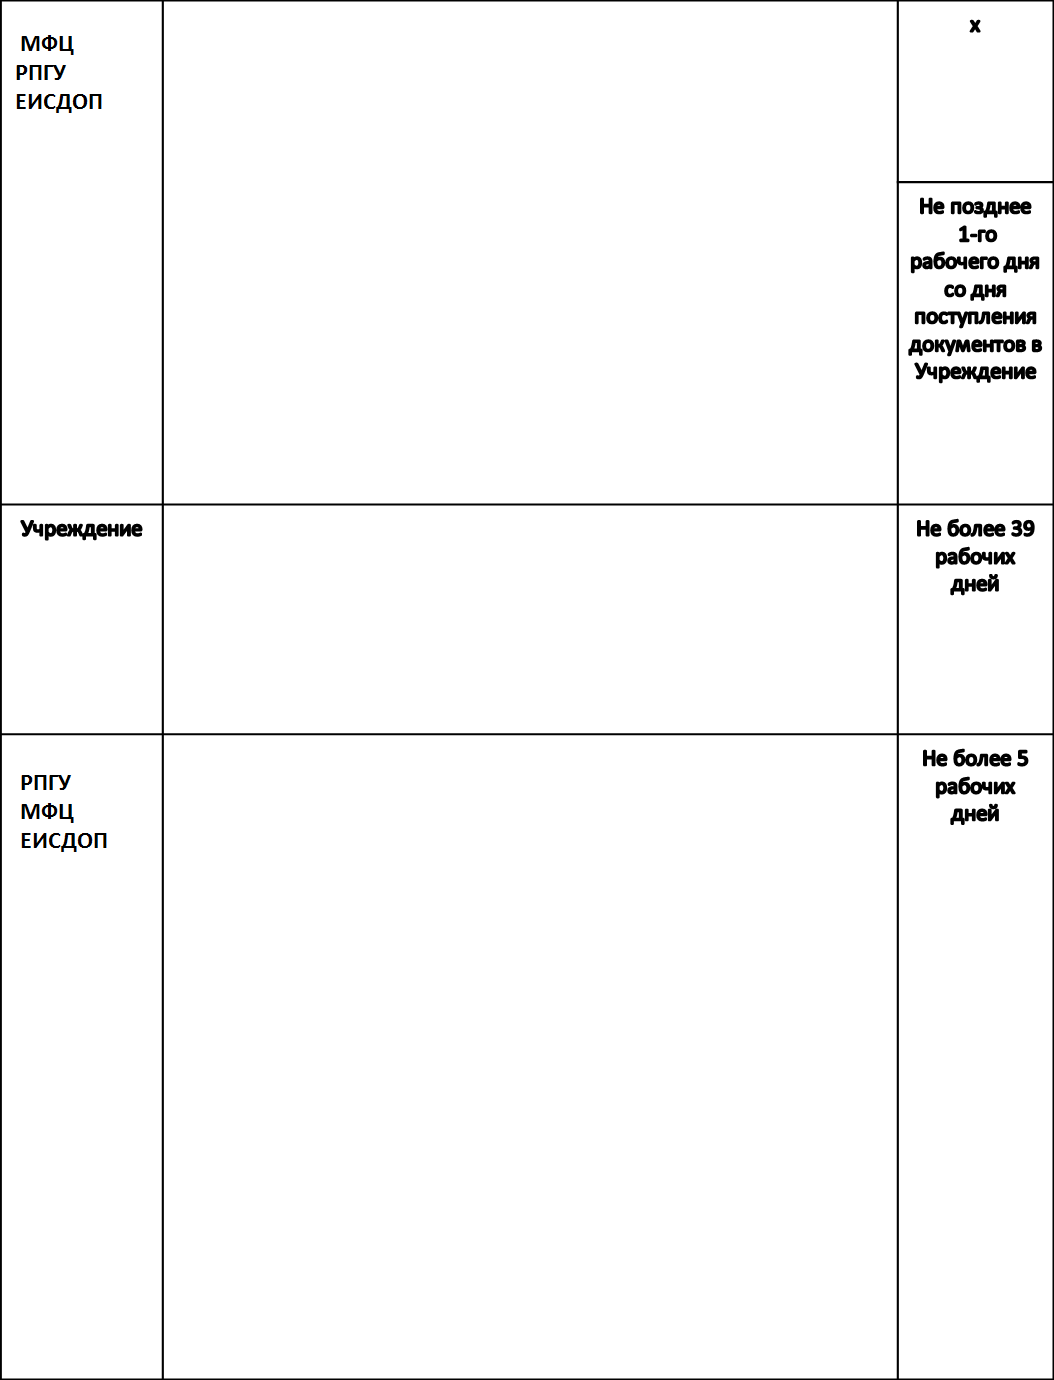 МФЦ
РПГУ
ЕИСДОП
х
Не позднее
1-го
рабочего дня
со дня
поступления
документов в
Учреждение
Учреждение
Не более 39
рабочих
дней
РПГУ
МФЦ
ЕИСДОП
Не более 5
рабочих
дней